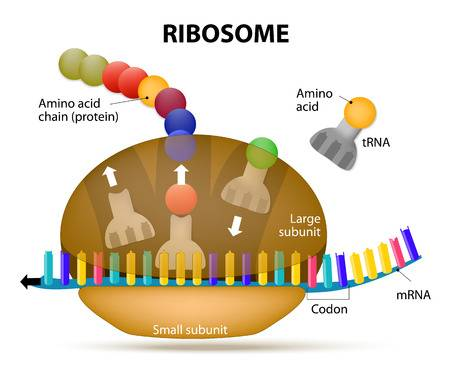 RIBOSOME
Amino acid
chain (protein)
Amino
acid
tRNA
Large
subunit
mRNA
Codon
Small subunit